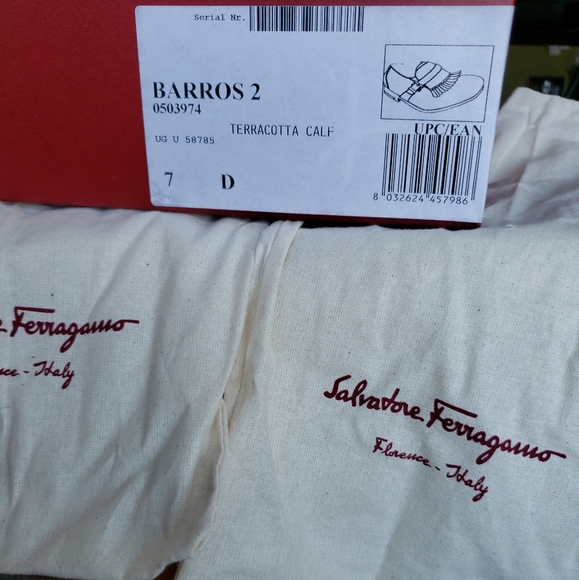 Serial Nr.
BARROS 2
0503974
TERRACOTTA CALF
UG U 58785
UPC/EAN
7 D
8 032624 457986
Ferragamo
Italy
Salvatore Ferragamo
Florence - Italy